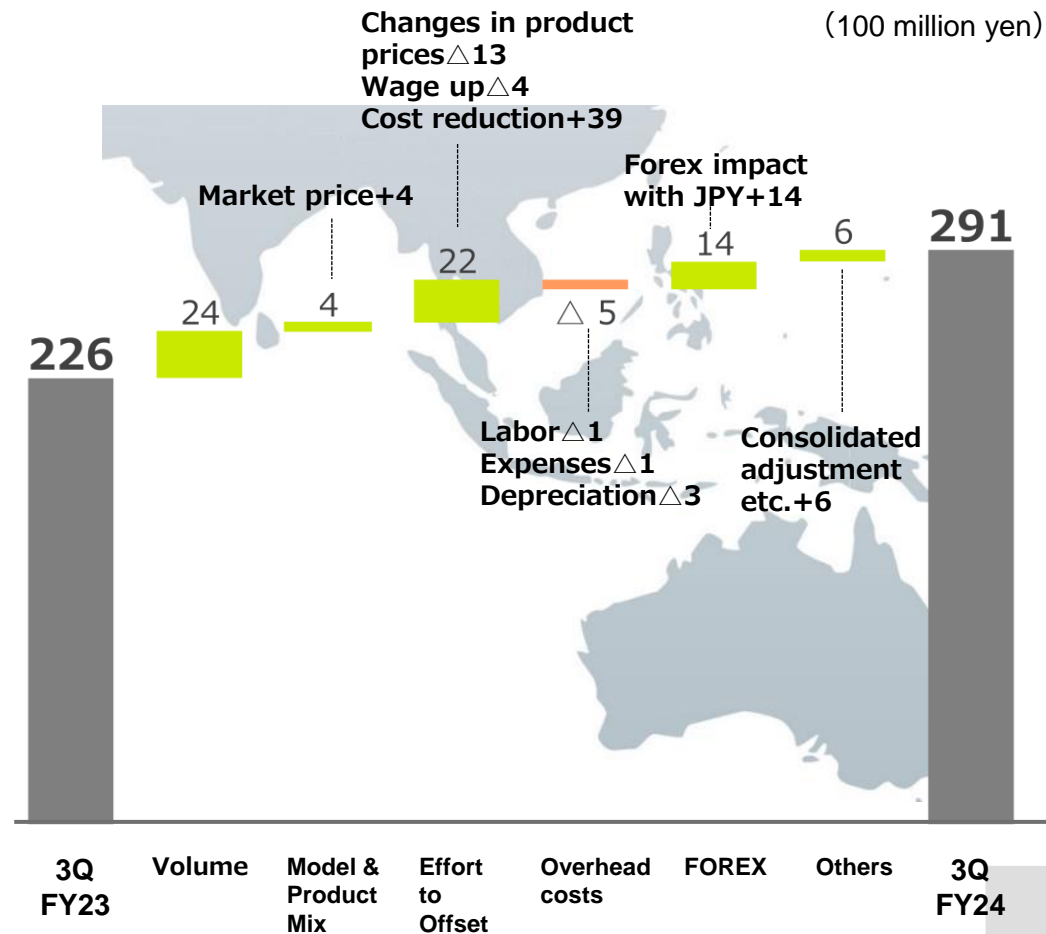 Changes in product
prices△13
Wage up△4
Cost reduction+39
(100 million yen)
Market price+4
Forex impact
with JPY+14
226
24
4
22
△ 5
14
6
291
Labor△1
Expenses△1
Depreciation△3
Consolidated
adjustment
etc.+6
3Q
FY23
Volume
Model &
Product
Mix
Effort
to
Offset
Overhead
costs
FOREX
Others
3Q
FY24